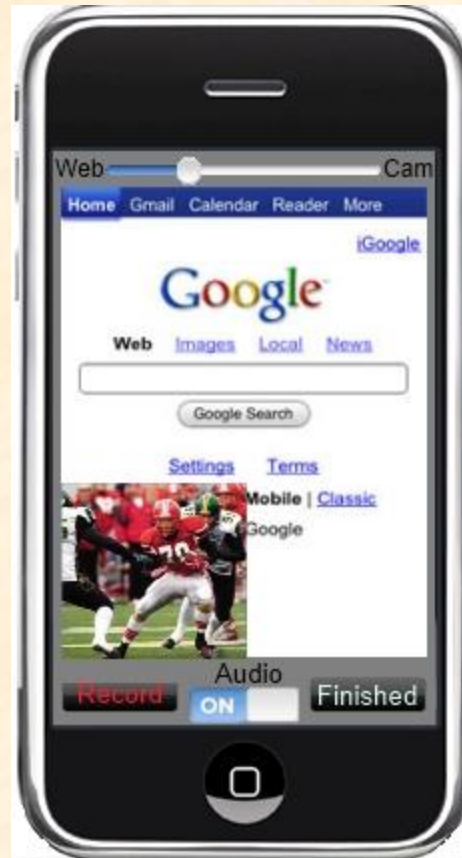 Web Cam
Home Gmail Calendar Reader More
iGoogle
Google
Web Images Local News
Google Search
Settings Terms
Mobile | Classic
Google
Audio
Record ON Finished